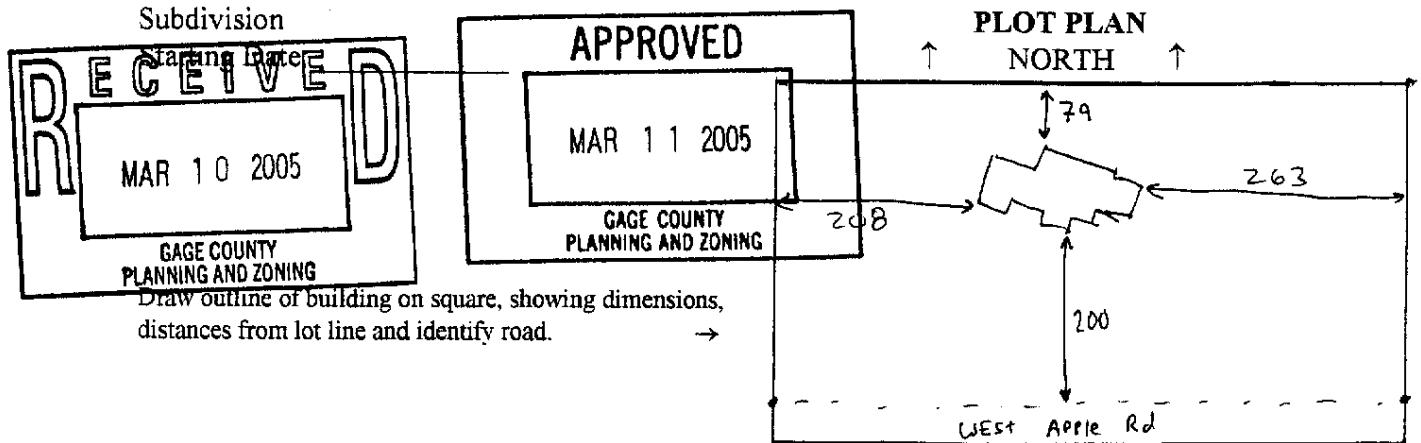 Subdivision
Starting Date
RECEIVED
MAR 10 2005
GAGE COUNTY
PLANNING AND ZONING
APPROVED
MAR 11 2005
GAGE COUNTY
PLANNING AND ZONING
Draw outline of building on square, showing dimensions,
distances from lot line and identify road. →
PLOT PLAN
↑ NORTH ↑
79
208
263
200
WESt APPle Rd